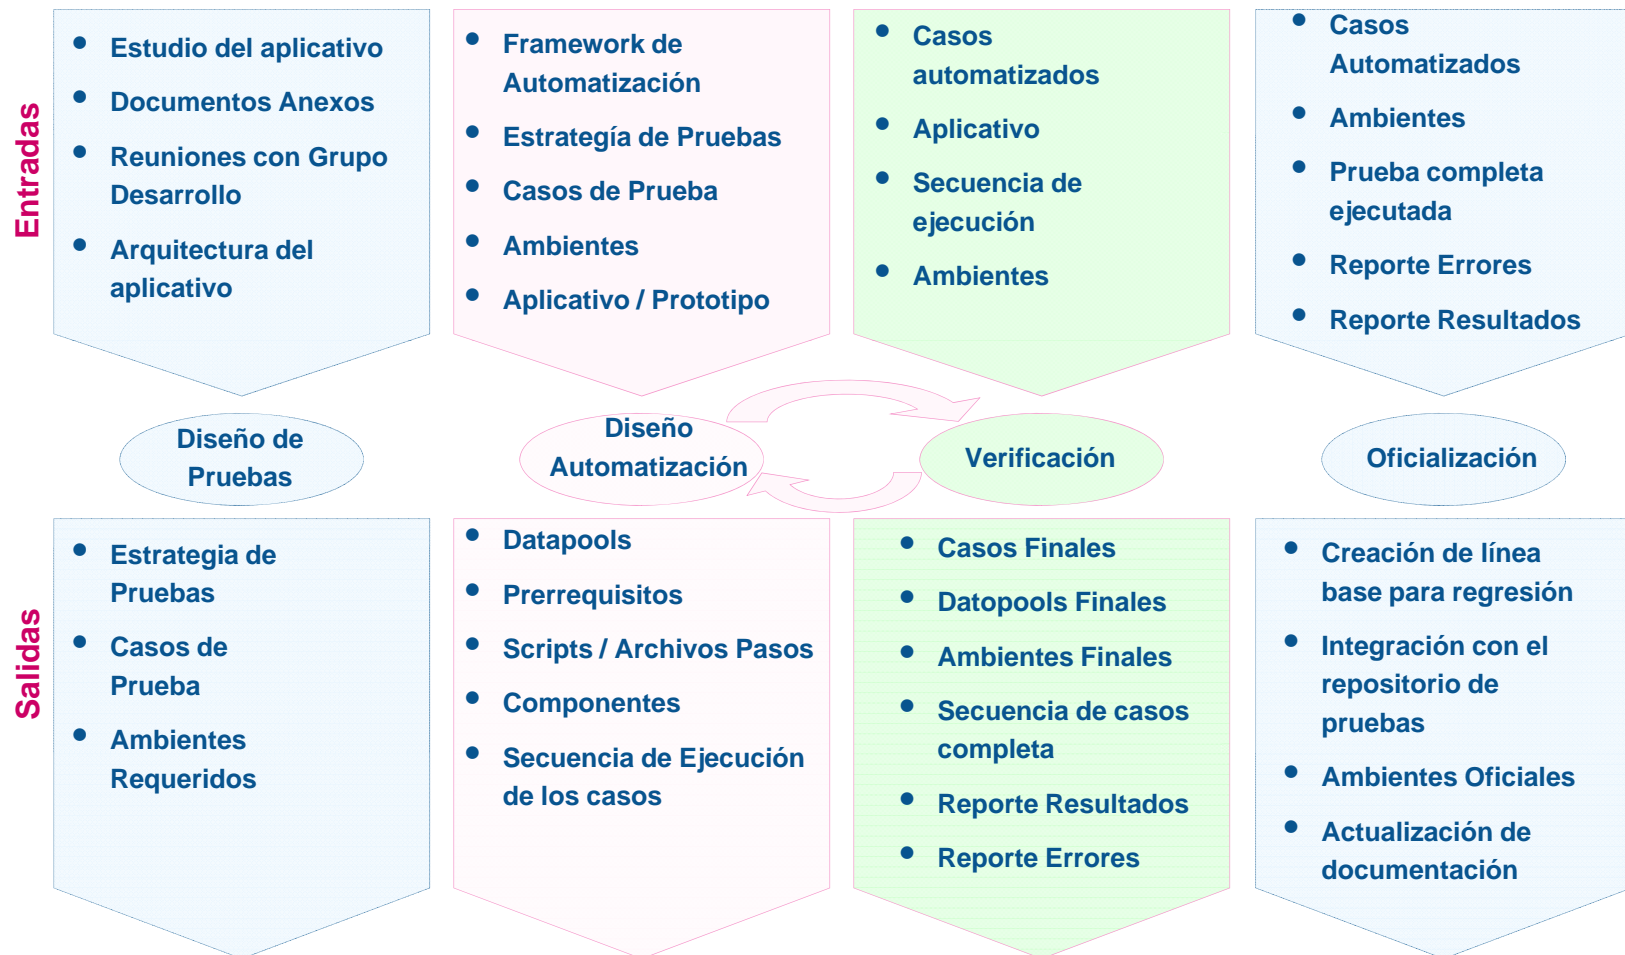 Entradas
Estudio del aplicativo
Documentos Anexos
Reuniones con Grupo
Desarrollo
Arquitectura del
aplicativo
Framework de
Automatización
Estrategía de Pruebas
Casos de Prueba
Ambientes
Aplicativo / Prototipo
Casos
automatizados
Aplicativo
Secuencia de
ejecución
Ambientes
Casos
Automatizados
Ambientes
Prueba completa
ejecutada
Reporte Errores
Reporte Resultados
Diseño de
Pruebas
Diseño
Automatización
Verificación
Oficialización
Salidas
Estrategia de
Pruebas
Casos de
Prueba
Ambientes
Requeridos
Datapools
Prerrequisitos
Scripts / Archivos Pasos
Componentes
Secuencia de Ejecución
de los casos
Casos Finales
Datopools Finales
Ambientes Finales
Secuencia de casos
completa
Reporte Resultados
Reporte Errores
Creación de línea
base para regresión
Integración con el
repositorio de
pruebas
Ambientes Oficiales
Actualización de
documentación